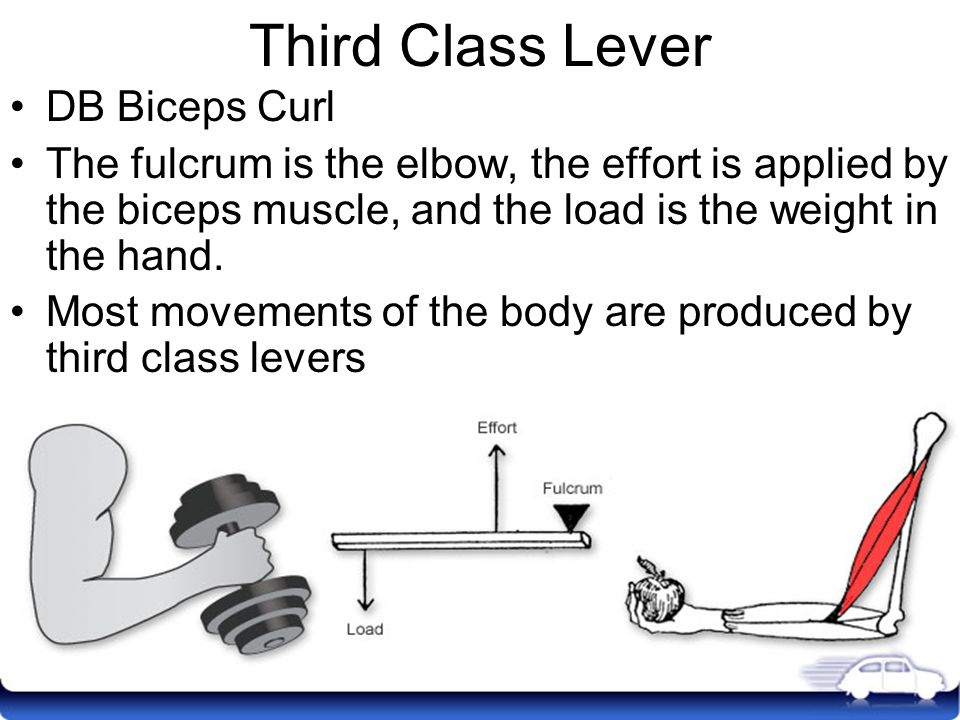 Third Class Lever
• DB Biceps Curl
• The fulcrum is the elbow, the effort is applied by
the biceps muscle, and the load is the weight in
the hand.
• Most movements of the body are produced by
third class levers
Effort
Fulcrum
Load